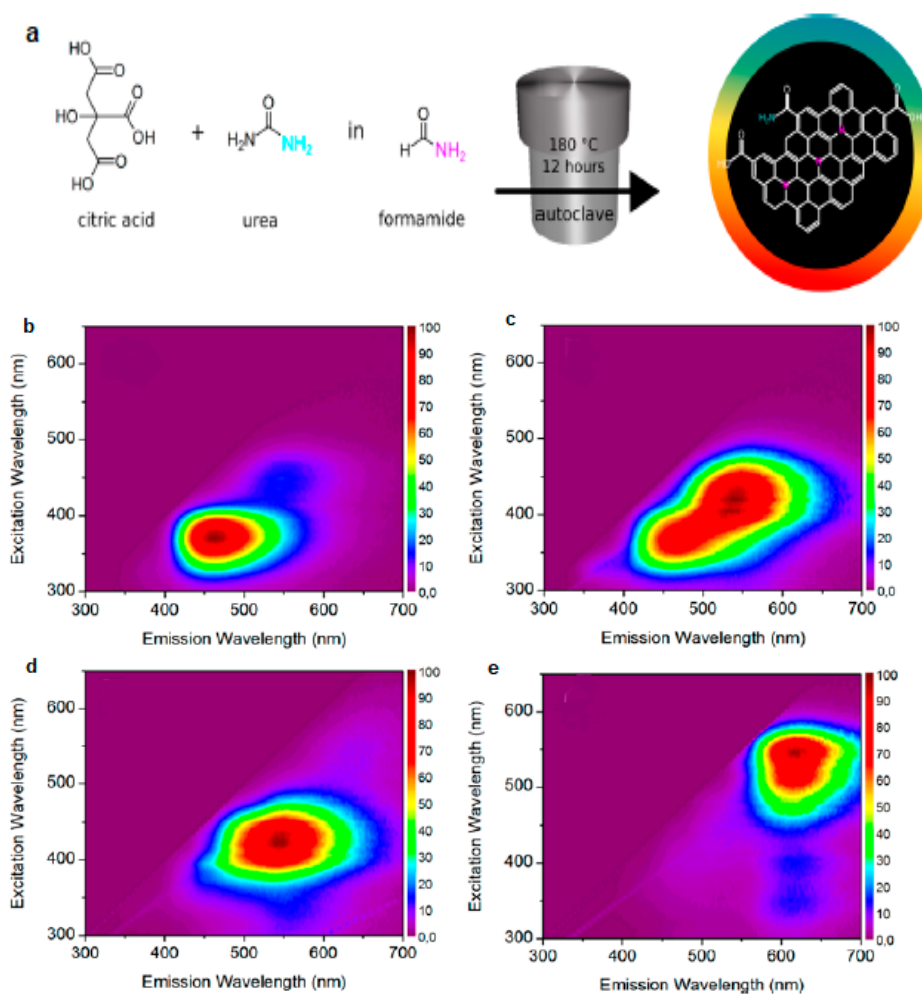 a
HO
O
O
HO
OH
HO
O
citric acid
+
O
H₂N
NH₂
urea
in
O
H
NH₂
formamide
180 °C
12 hours
autoclave
O
H₂N
O
OH
O
HO
N
N
N
b
Excitation Wavelength (nm)
600
500
400
300
300 400 500 600 700
Emission Wavelength (nm)
100
90
80
70
60
50
40
30
20
10
0,0
c
Excitation Wavelength (nm)
600
500
400
300
300 400 500 600 700
Emission Wavelength (nm)
100
90
80
70
60
50
40
30
20
10
0,0
d
Excitation Wavelength (nm)
600
500
400
300
300 400 500 600 700
Emission Wavelength (nm)
100
90
80
70
60
50
40
30
20
10
0,0
e
Excitation Wavelength (nm)
600
500
400
300
300 400 500 600 700
Emission Wavelength (nm)
100
90
80
70
60
50
40
30
20
10
0,0